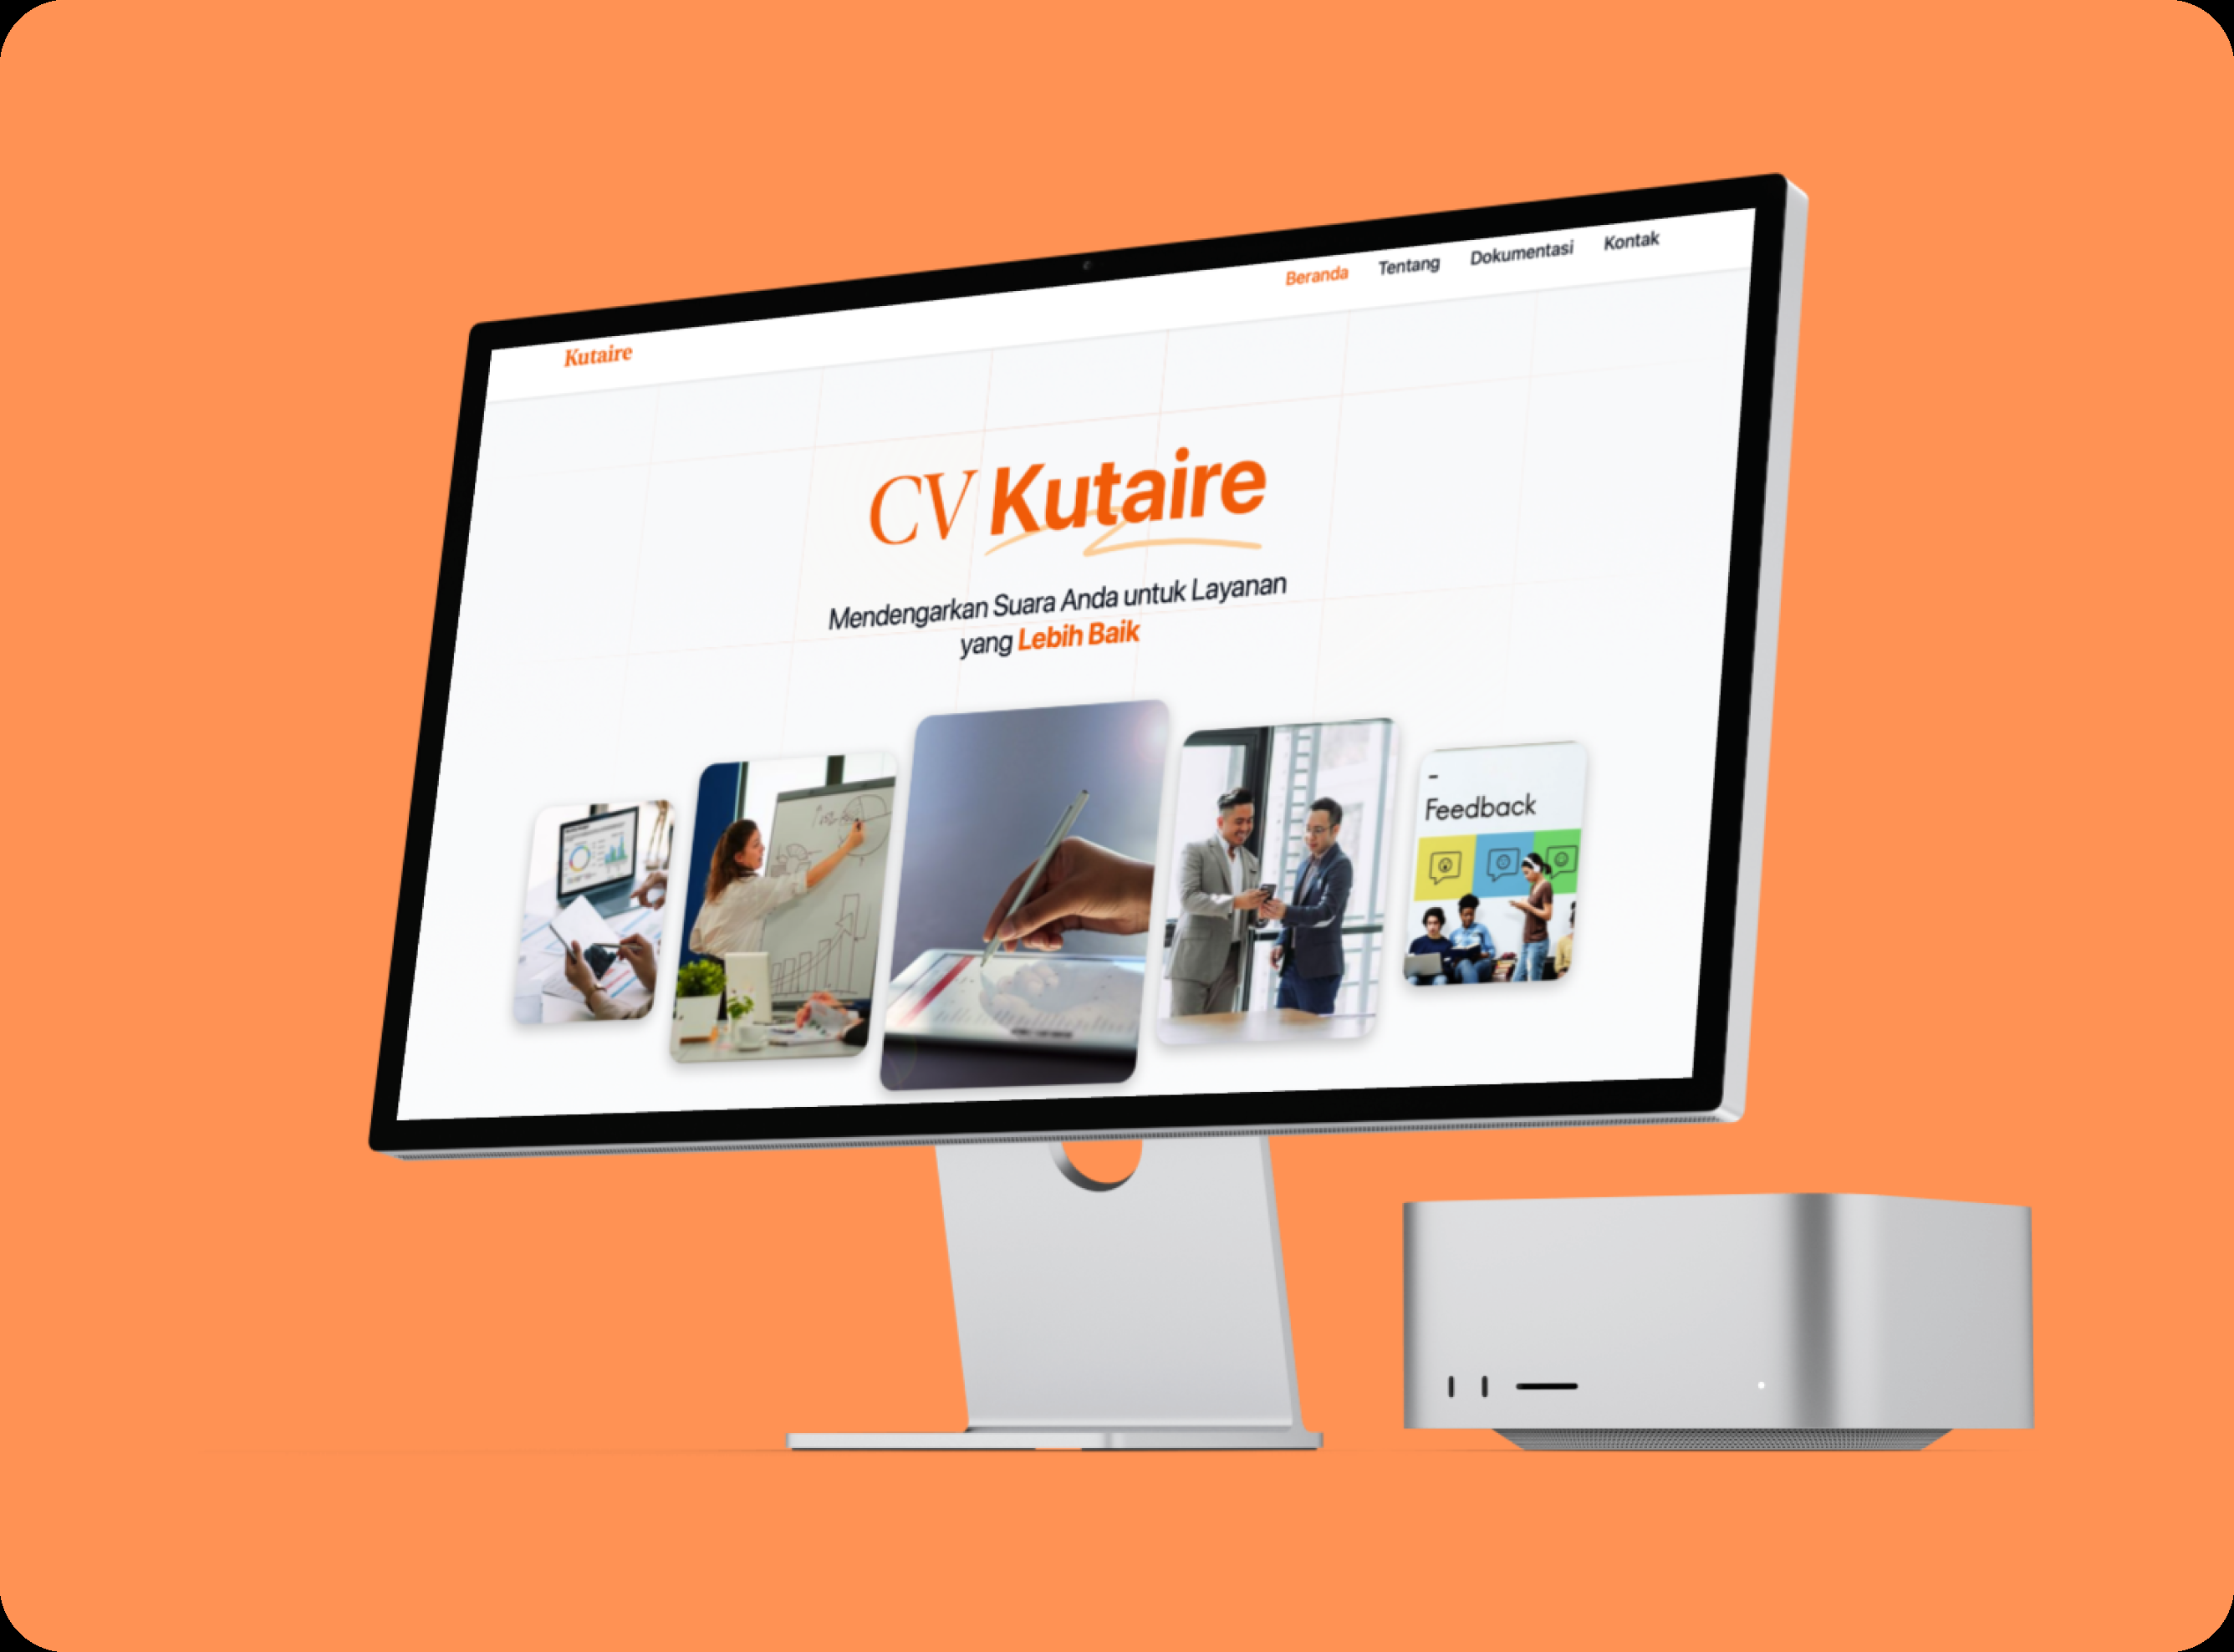 Kutaire
Beranda Tentang Dokumentasi Kontak
CV Kutaire
Mendengarkan Suara Anda untuk Layanan
yang Lebih Baik
Feedback